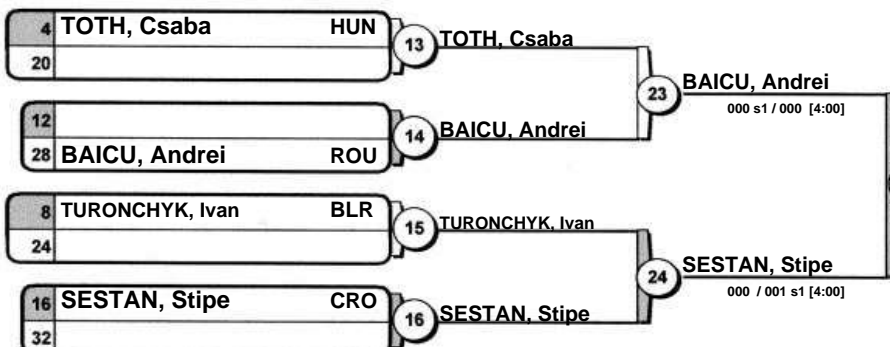 4 TOTH, Csaba HUN
20
13 TOTH, Csaba
12
28 BAICU, Andrei ROU
14 BAICU, Andrei
23 BAICU, Andrei
000 s1 / 000 [4:00]
8 TURONCHYK, Ivan BLR
24
15 TURONCHYK, Ivan
16 SESTAN, Stipe CRO
32
16 SESTAN, Stipe
24 SESTAN, Stipe
000 / 001 s1 [4:00]